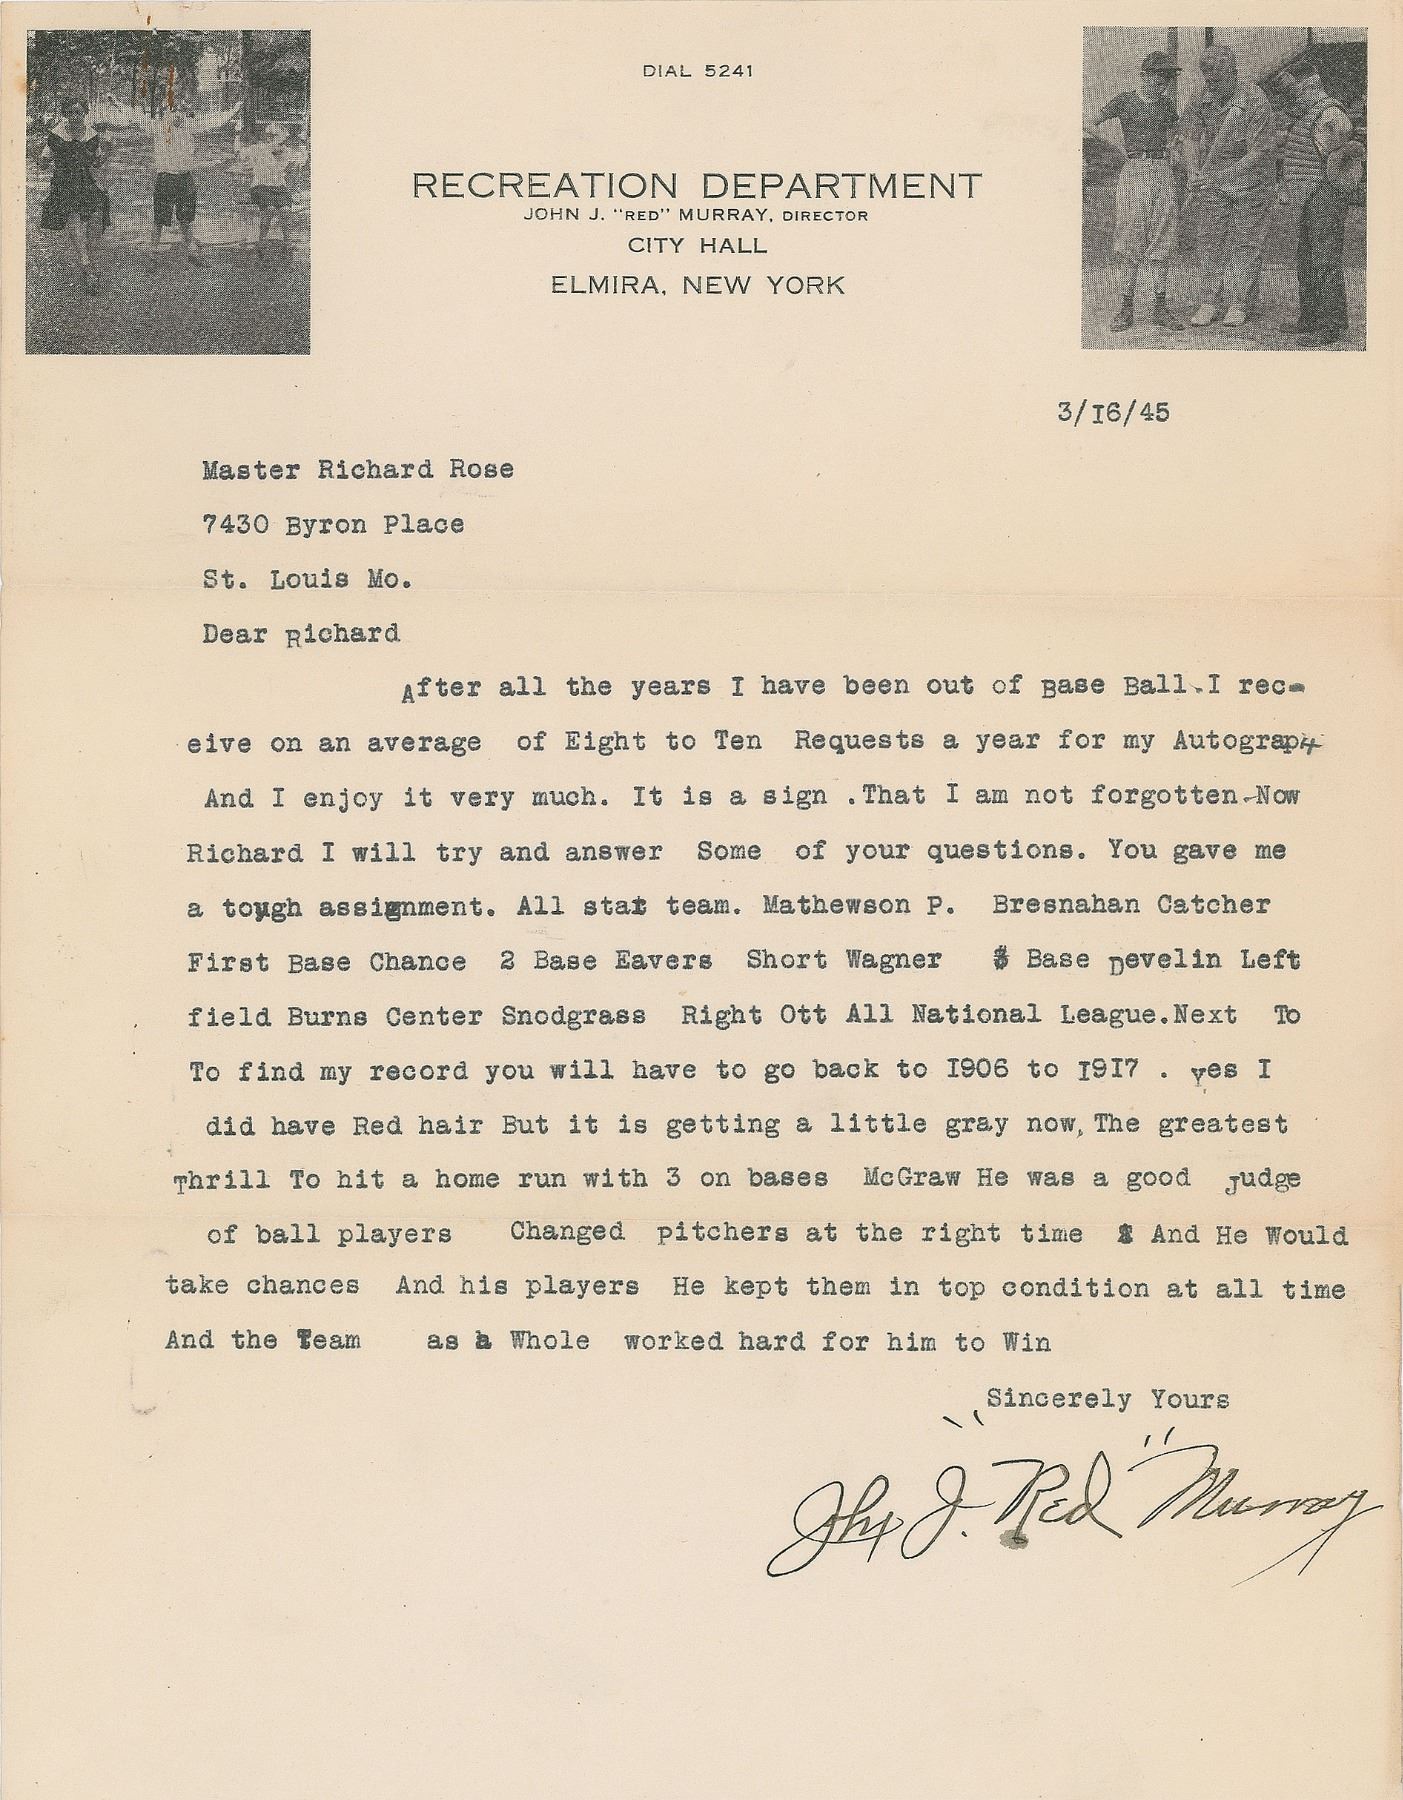 DIAL 5241
RECREATION DEPARTMENT
JOHN J. "RED" MURRAY, DIRECTOR
CITY HALL
ELMIRA, NEW YORK
3/I6/45
Master Richard Rose
7430 Byron Place
St. Louis Mo.
Dear Richard
After all the years I have been out of Base Ball.I rec-
eive on an average of Eight to Ten Requests a year for my Autograph
And I enjoy it very much. It is a sign .That I am not forgotten.Now
Richard I will try and answer Some of your questions. You gave me
a tough assignment. All star team. Mathewson P. Bresnahan Catcher
First Base Chance 2 Base Eavers Short Wagner 3 Base Develin Left
field Burns Center Snodgrass Right Ott All National League.Next To
To find my record you will have to go back to I906 to I9I7 . yes I
did have Red hair But it is getting a little gray now, The greatest
Thrill To hit a home run with 3 on bases McGraw He was a good Judge
of ball players Changed pitchers at the right time And He Would
take chances And his players He kept them in top condition at all time
And the Team as a Whole worked hard for him to Win
Sincerely Yours
John J. "Red" Murray